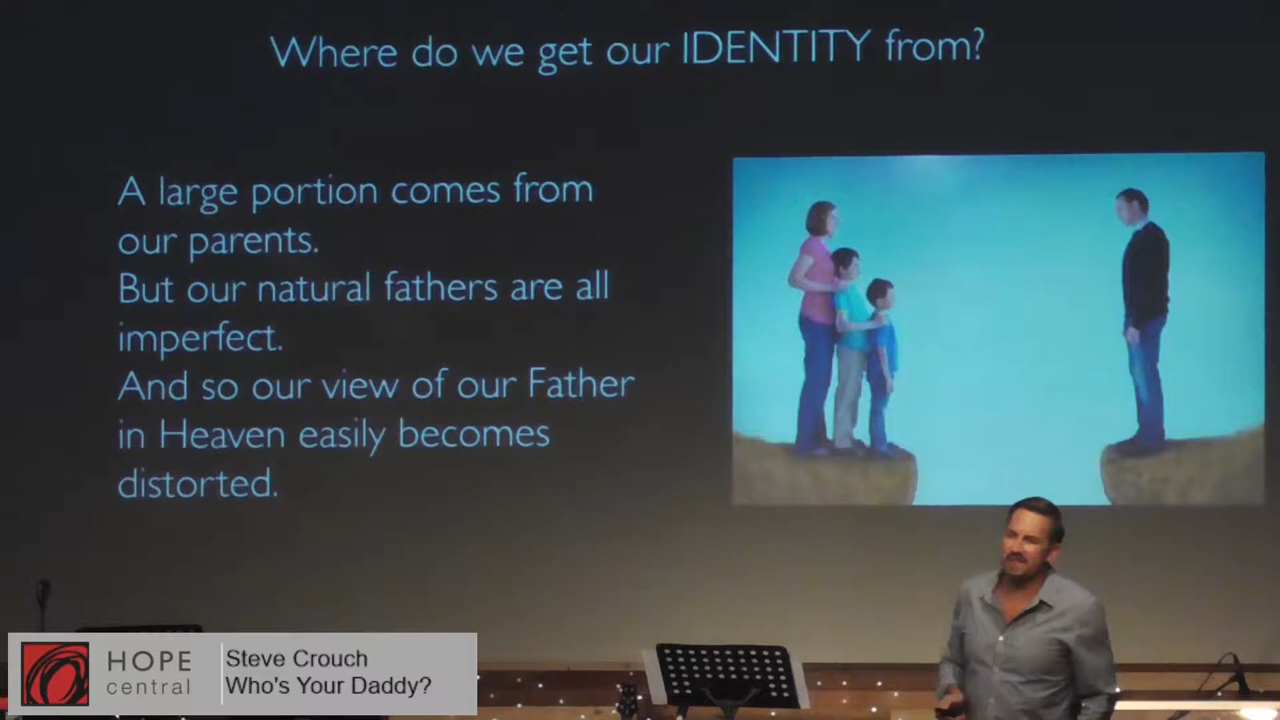 Where do we get our IDENTITY from?
A large portion comes from
our parents.
But our natural fathers are all
imperfect.
And so our view of our Father
in Heaven easily becomes
distorted.
HOPE
central
Steve Crouch
Who's Your Daddy?